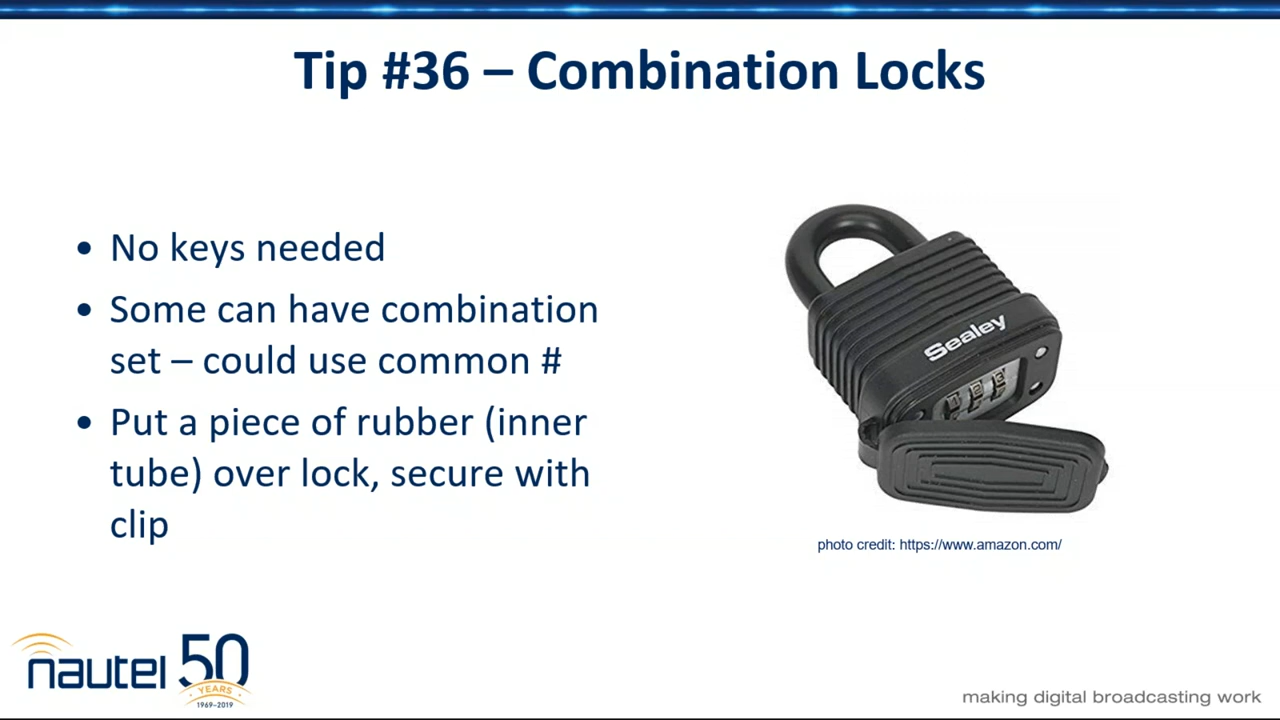 Tip #36 – Combination Locks
• No keys needed
• Some can have combination
set – could use common #
• Put a piece of rubber (inner
tube) over lock, secure with
clip
Sealey
photo credit: https://www.amazon.com/
nautel 50
YEARS
1969–2019
making digital broadcasting work